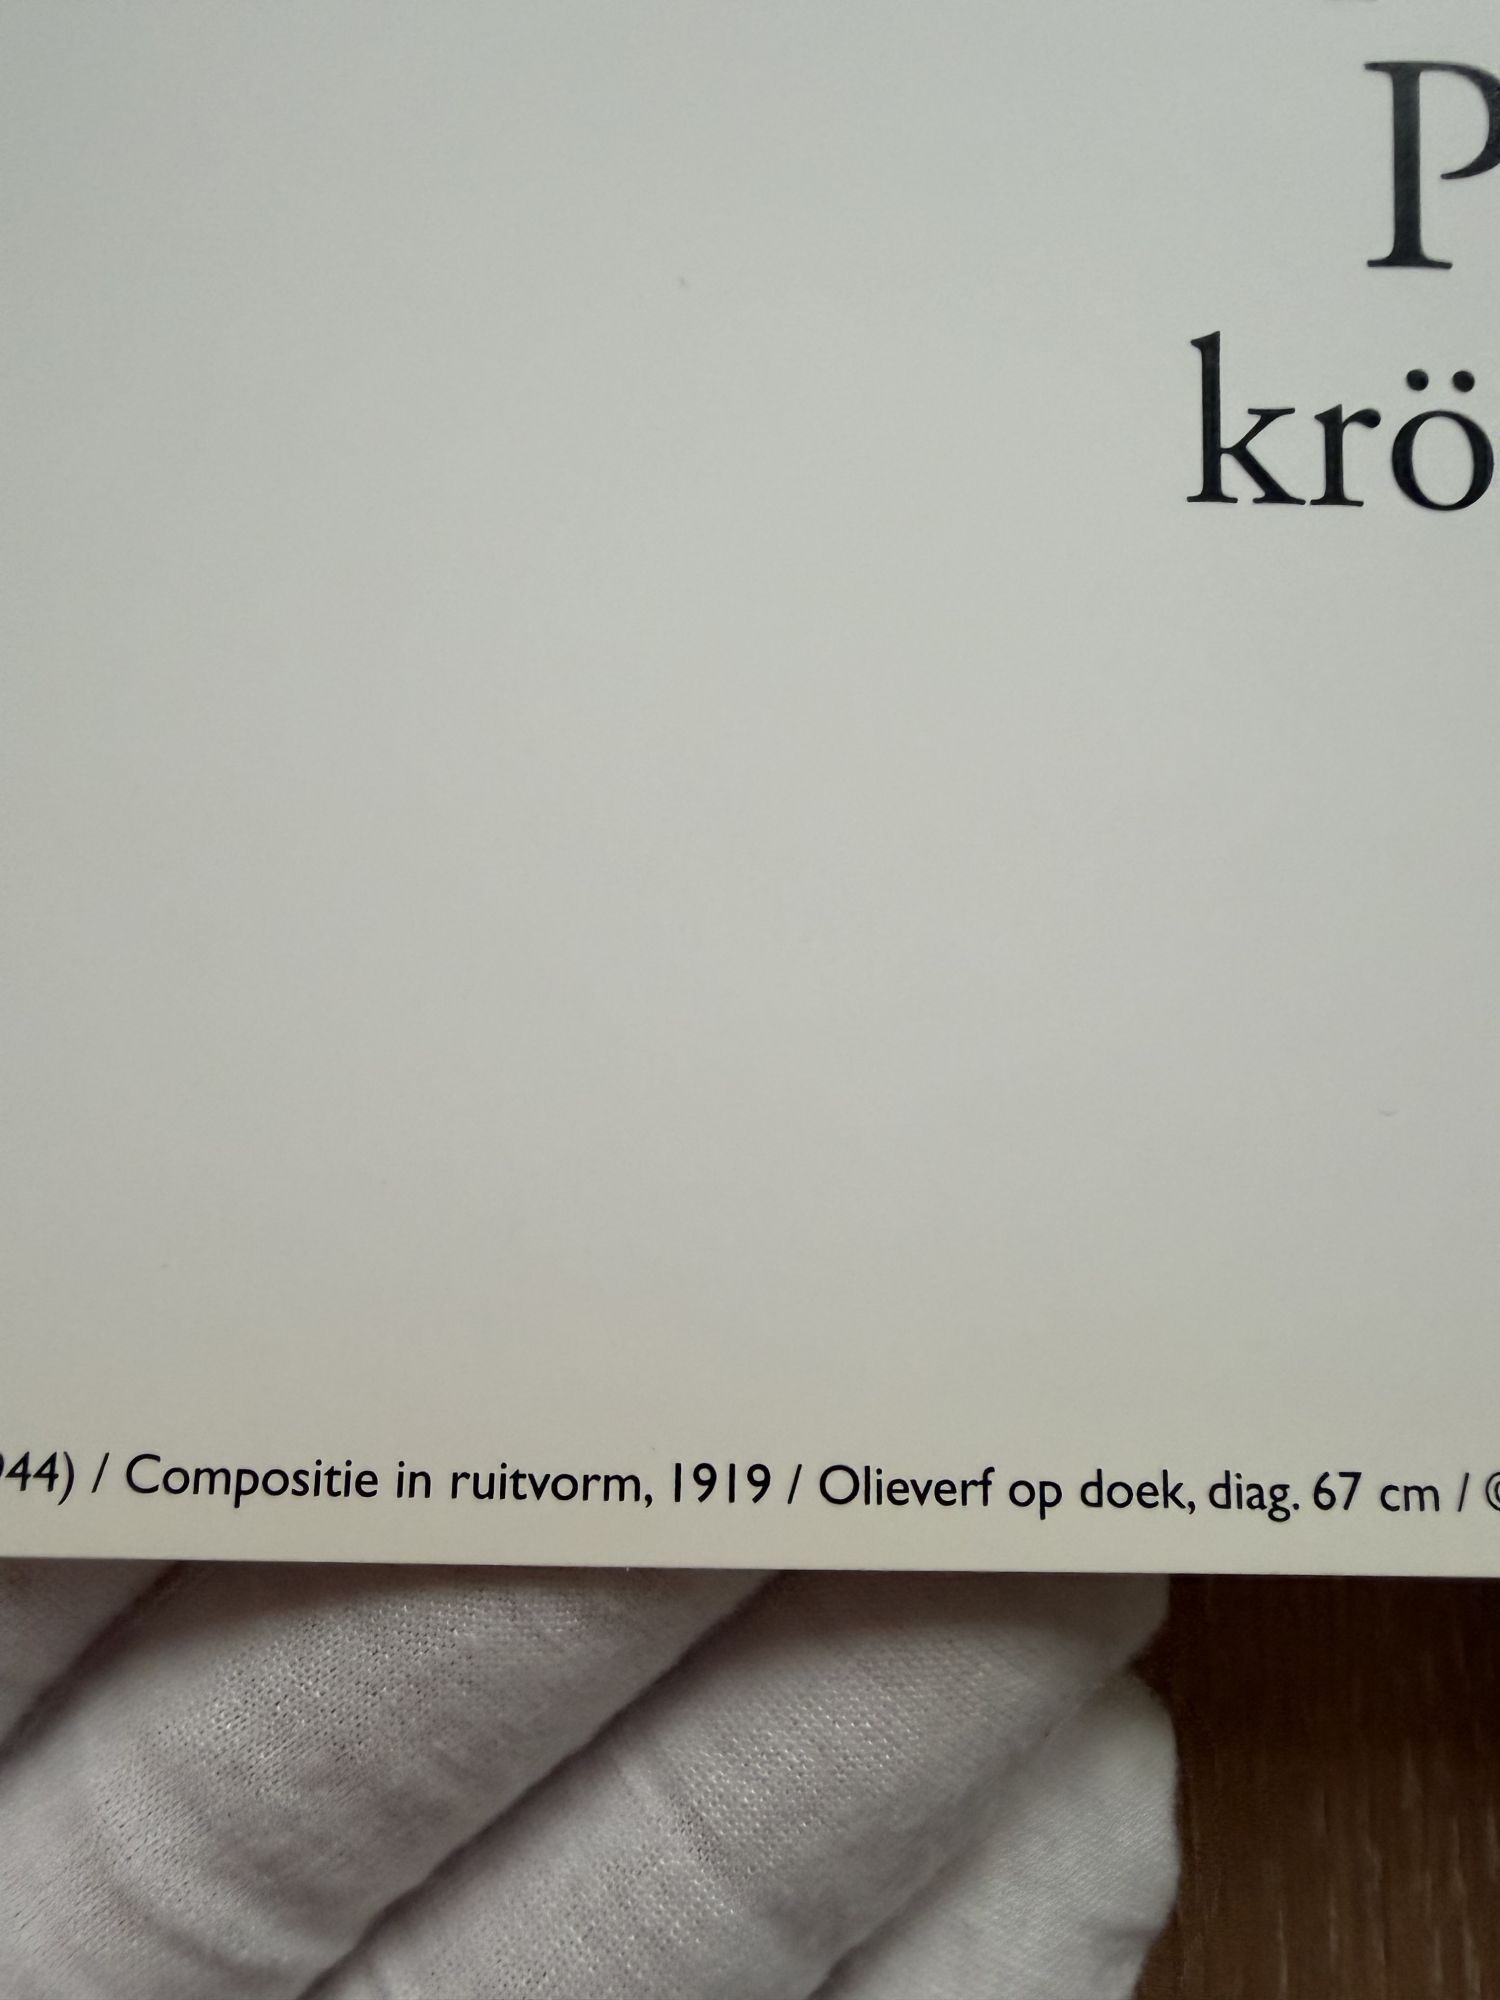 P
krö
944) / Compositie in ruitvorm, 1919 / Olieverf op doek, diag. 67 cm / ©